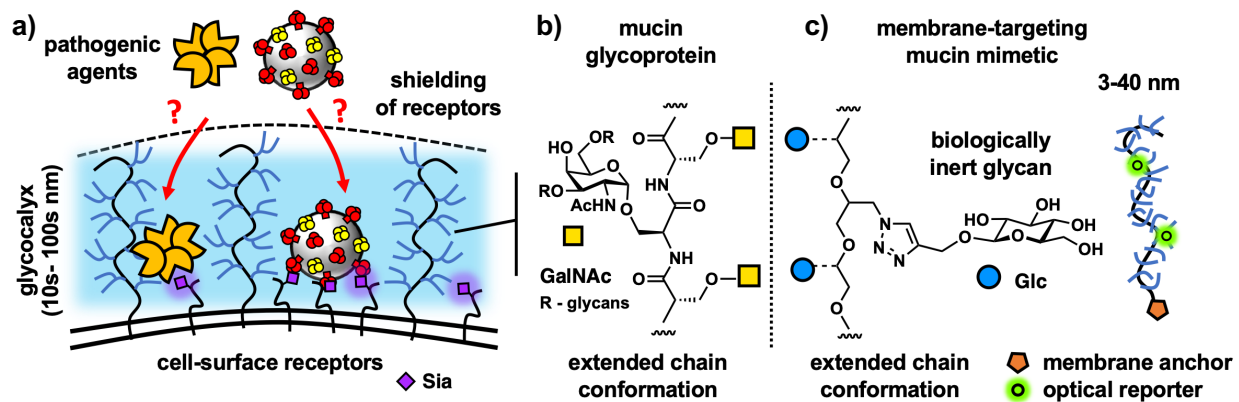 a)
pathogenic
agents
?
?
shielding
of receptors
glycocalyx
(10s- 100s nm)
cell-surface receptors
Sia
b)
mucin
glycoprotein
O
O
HO
OR
O
RO
AcHN
O
NH
O
NH
O
O
GalNAc
R - glycans
extended chain
conformation
c)
membrane-targeting
mucin mimetic
3-40 nm
biologically
inert glycan
O
O
O
N
N
N
O
HO
HO
OH
O
OH
Glc
extended chain
conformation
membrane anchor
optical reporter